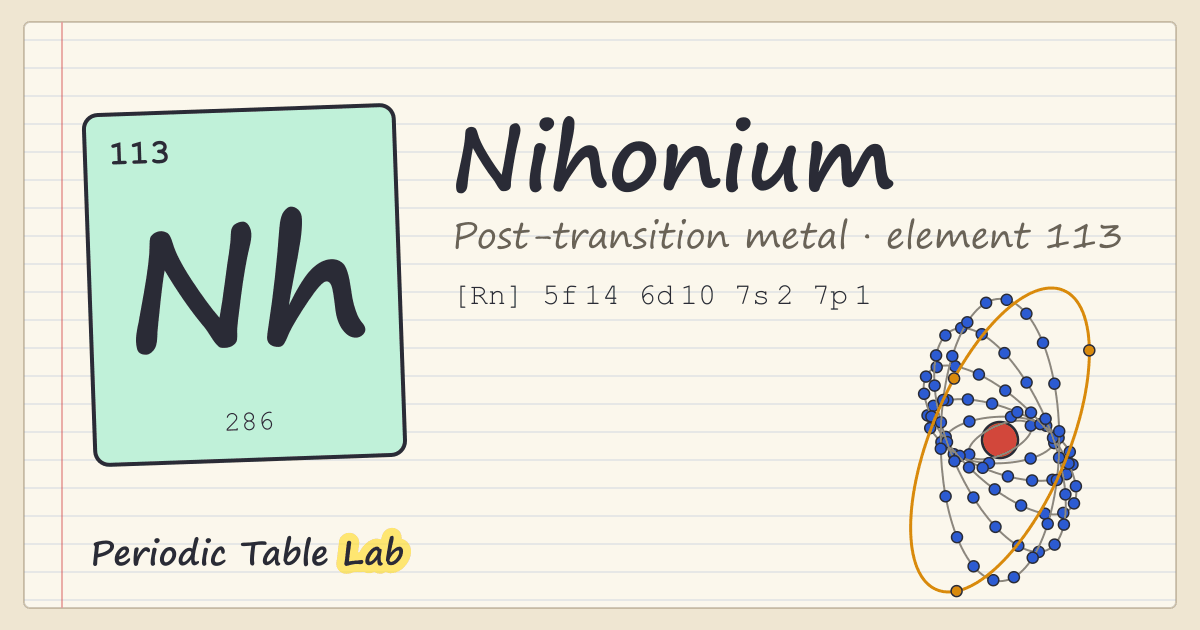 113
Nh
286
Nihonium
Post-transition metal · element 113
[Rn] 5f14 6d10 7s2 7p1
Periodic Table Lab